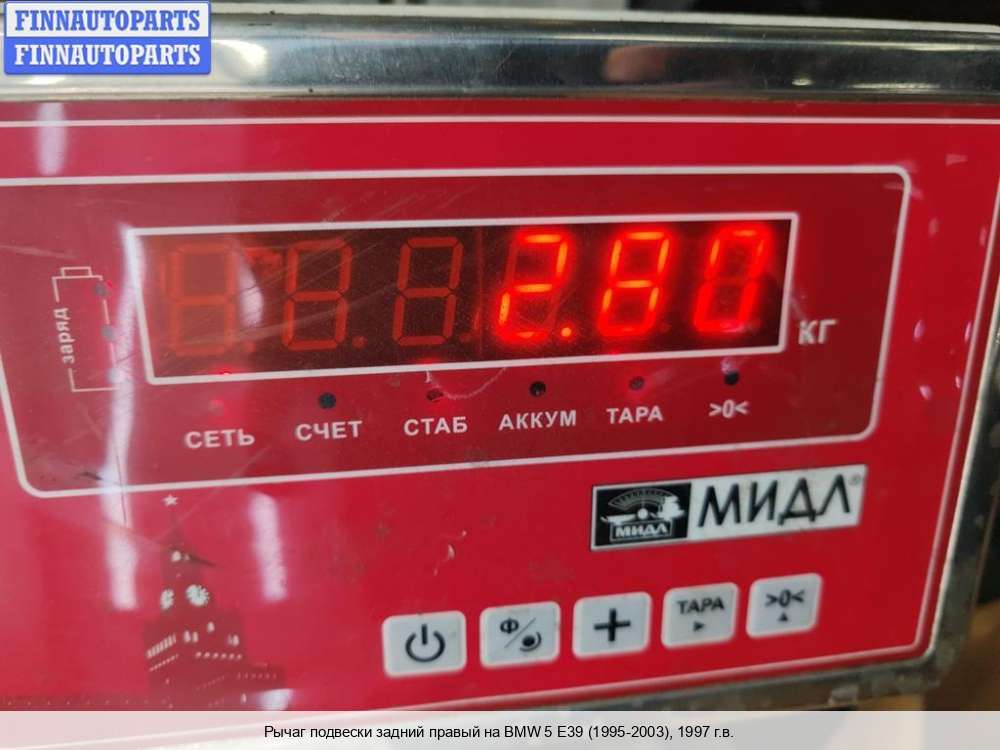 FINNAUTOPARTS
FINNAUTOPARTS
2.80
КГ
заряд
СЕТЬ СЧЕТ СТАБ АККУМ ТАРА >0<
МИДЛ МИДЛ®
Ф ТАРА >0<
Рычаг подвески задний правый на BMW 5 E39 (1995-2003), 1997 г.в.